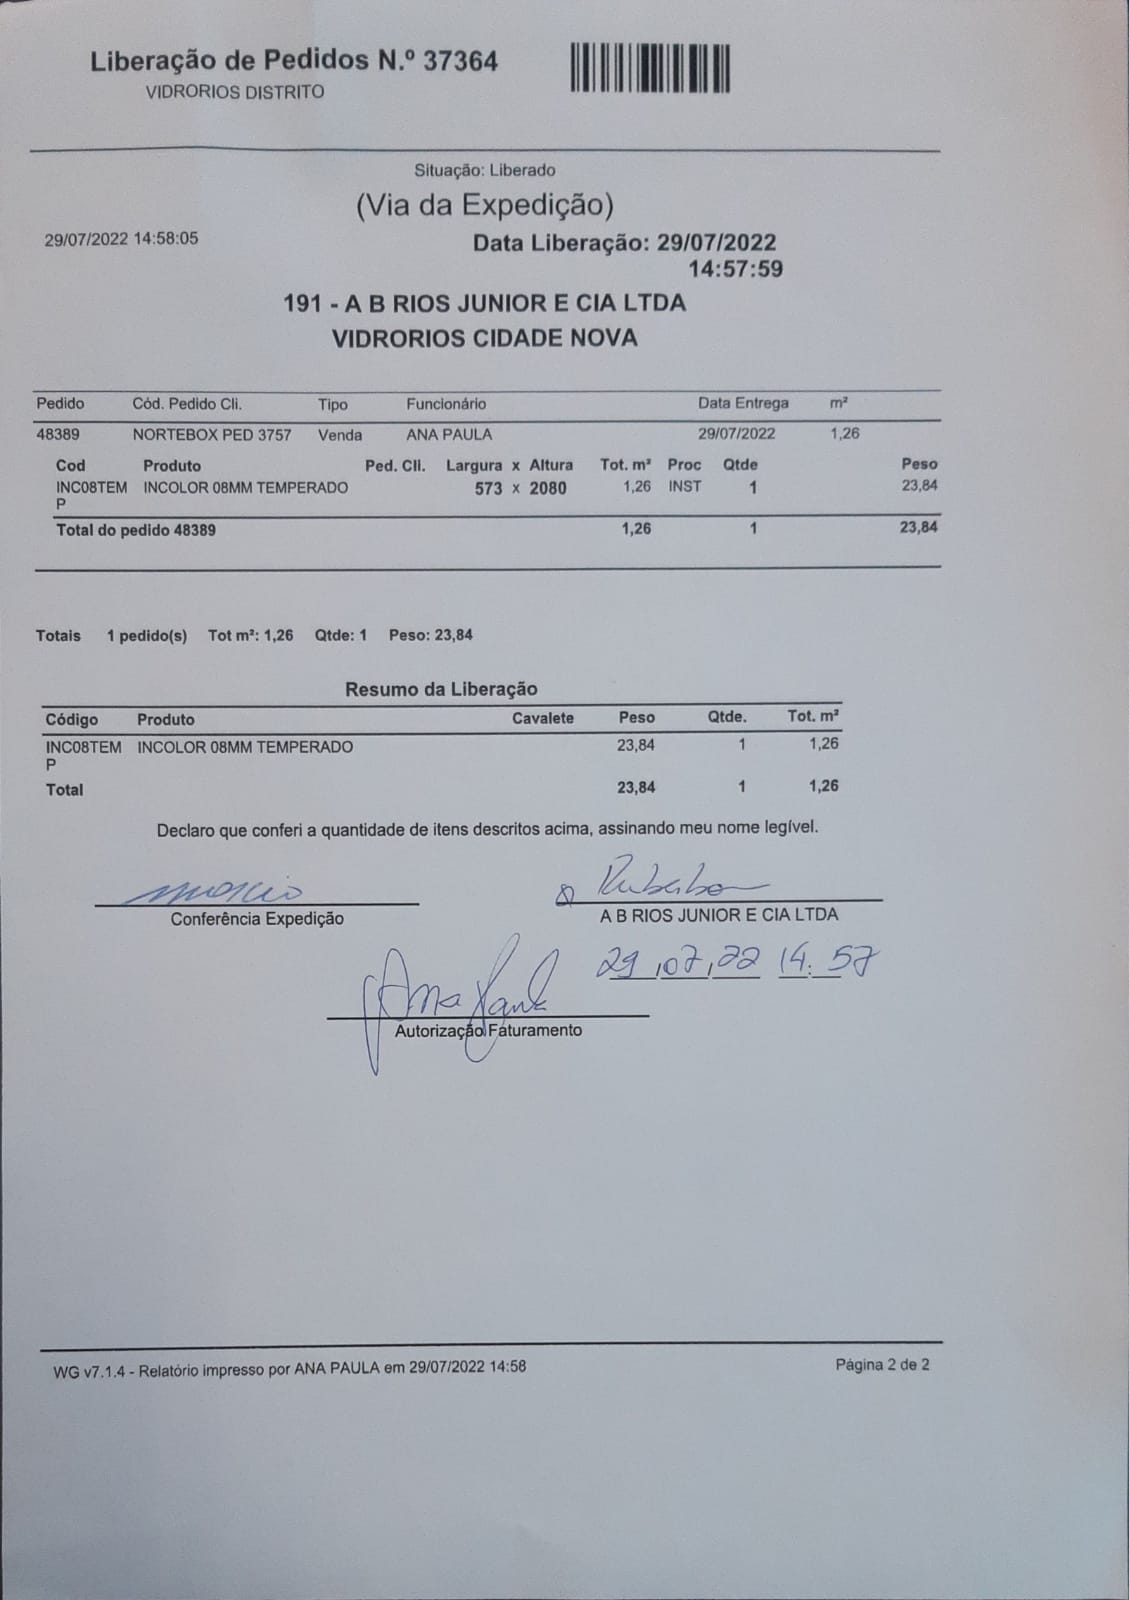 Liberação de Pedidos N.º 37364
VIDRORIOS DISTRITO
Situação: Liberado
(Via da Expedição)
29/07/2022 14:58:05
Data Liberação: 29/07/2022
14:57:59
191 - A B RIOS JUNIOR E CIA LTDA
VIDRORIOS CIDADE NOVA
Pedido Cód. Pedido Cli. Tipo Funcionário Data Entrega m²
48389 NORTEBOX PED 3757 Venda ANA PAULA 29/07/2022 1,26
Cod Produto Ped. Cli. Largura x Altura Tot. m² Proc Qtde Peso
INC08TEM INCOLOR 08MM TEMPERADO 573 x 2080 1,26 INST 1 23,84
P
Total do pedido 48389 1,26 1 23,84
Totais 1 pedido(s) Tot m²: 1,26 Qtde: 1 Peso: 23,84
Resumo da Liberação
Código Produto Cavalete Peso Qtde. Tot. m²
INC08TEM INCOLOR 08MM TEMPERADO 23,84 1 1,26
P
Total 23,84 1 1,26
Declaro que conferi a quantidade de itens descritos acima, assinando meu nome legível.
Conferência Expedição
A B RIOS JUNIOR E CIA LTDA
29,07,22 14:57
Ana Paula
Autorização Faturamento
WG v7.1.4 - Relatório impresso por ANA PAULA em 29/07/2022 14:58
Página 2 de 2